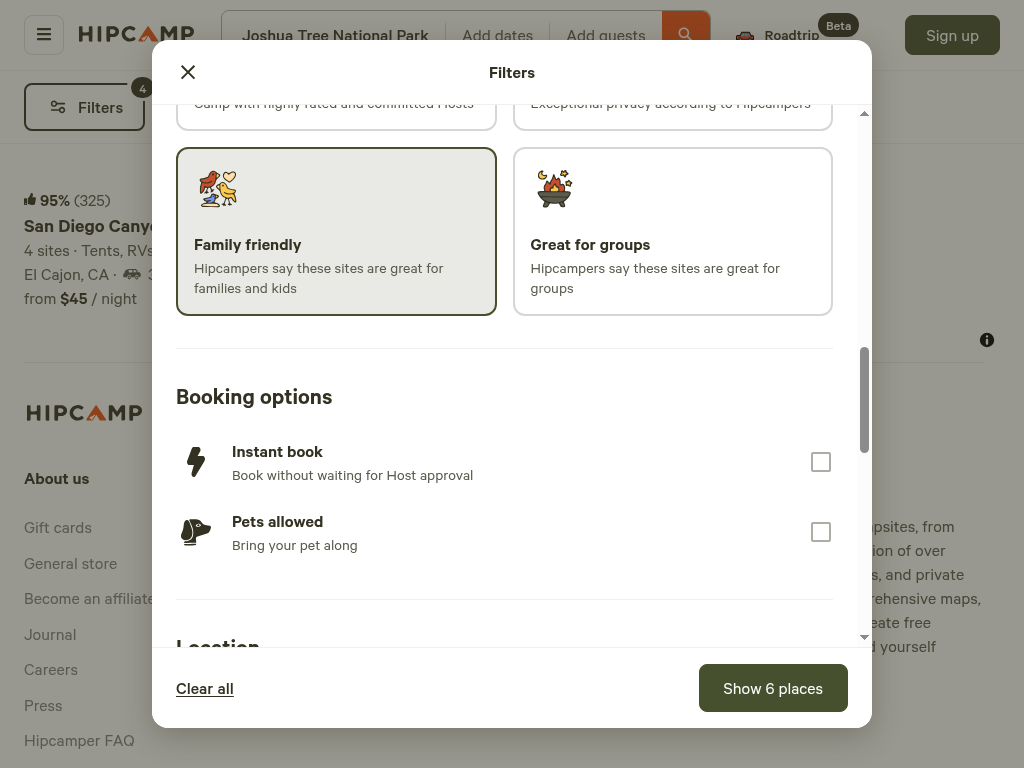 HIPCAMP
Joshua Tree National Park
Add dates
Add guests
Roadtrip
Beta
Sign up
Filters
4
Filters
Camp with highly rated and committed Hosts
Exceptional privacy according to Hipcampers
Family friendly
Hipcampers say these sites are great for
families and kids
Great for groups
Hipcampers say these sites are great for
groups
Booking options
Instant book
Book without waiting for Host approval
Pets allowed
Bring your pet along
Location
Clear all
Show 6 places
95% (325)
San Diego Canyo
4 sites · Tents, RVs
El Cajon, CA ·
from $45 / night
HIPCAMP
About us
Gift cards
General store
Become an affiliate
Journal
Careers
Press
Hipcamper FAQ
from
of over
and private
maps,
free
yourself